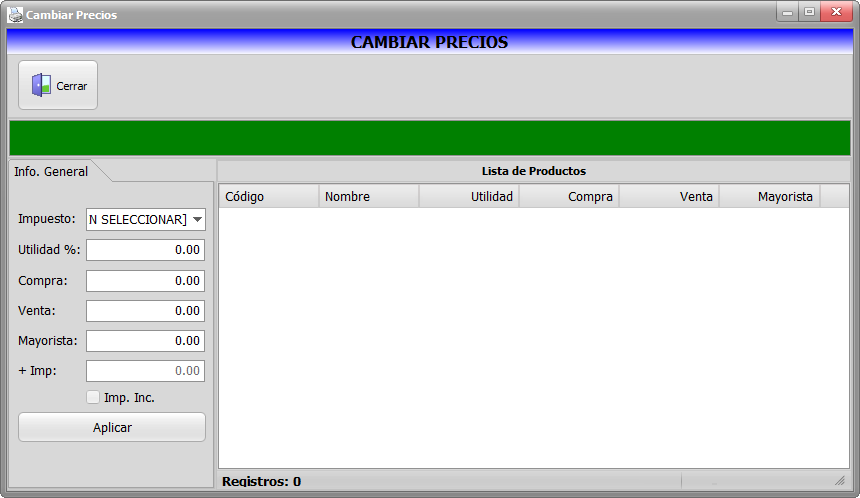 Cambiar Precios
CAMBIAR PRECIOS
Cerrar
Info. General
Lista de Productos
Código Nombre Utilidad Compra Venta Mayorista
Impuesto: N SELECCIONAR]
Utilidad %: 0.00
Compra: 0.00
Venta: 0.00
Mayorista: 0.00
+ Imp: 0.00
Imp. Inc.
Aplicar
Registros: 0